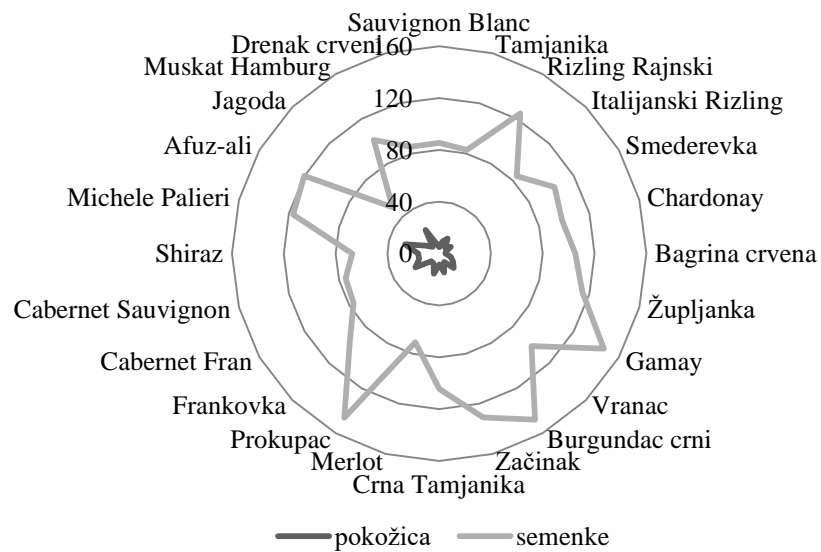 Sauvignon Blanc
Drenak crveni
Tamjanika
Muskat Hamburg
Rizling Rajnski
Jagoda
Italijanski Rizling
Afuz-ali
Smederevka
Michele Palieri
Chardonay
Shiraz
Bagrina crvena
Cabernet Sauvignon
Župljanka
Cabernet Fran
Gamay
Frankovka
Vranac
Prokupac
Burgundac crni
Merlot
Začinak
Crna Tamjanika
160
120
80
40
0
pokožica
semenke